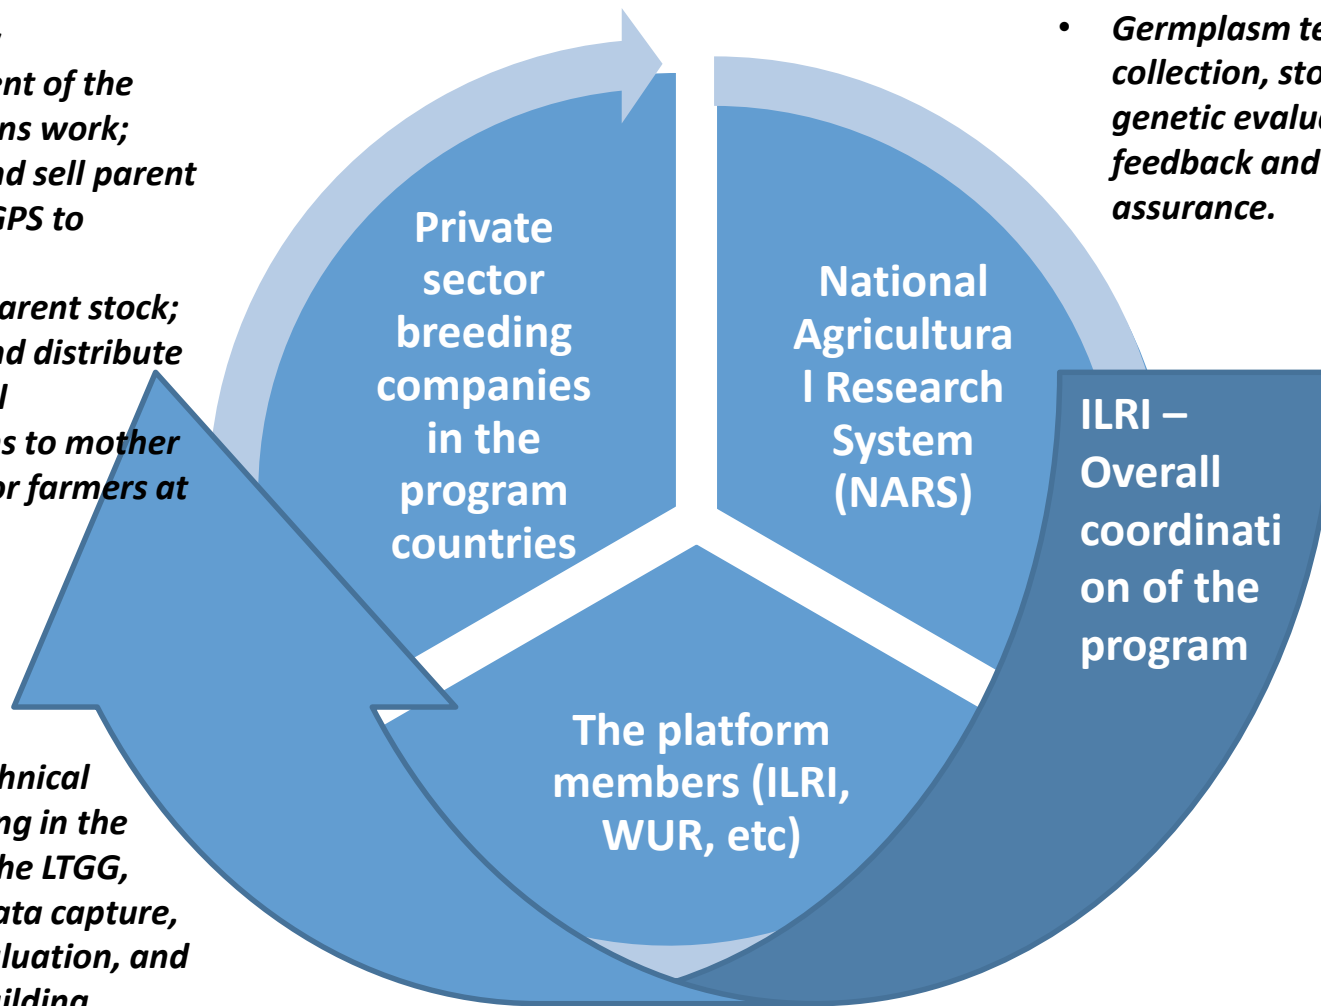 ent of the
ns work;
nd sell parent
GPS to
arent stock;
nd distribute
l
s to mother
or farmers at
Private
sector
breeding
companies
in the
program
countries
• Germplasm te
collection, sto
genetic evalua
feedback and
assurance.
National
Agricultura
l Research
System
(NARS)
ILRI –
Overall
coordinati
on of the
program
The platform
members (ILRI,
WUR, etc)
hnical
ng in the
he LTGG,
ata capture,
luation, and
ilding